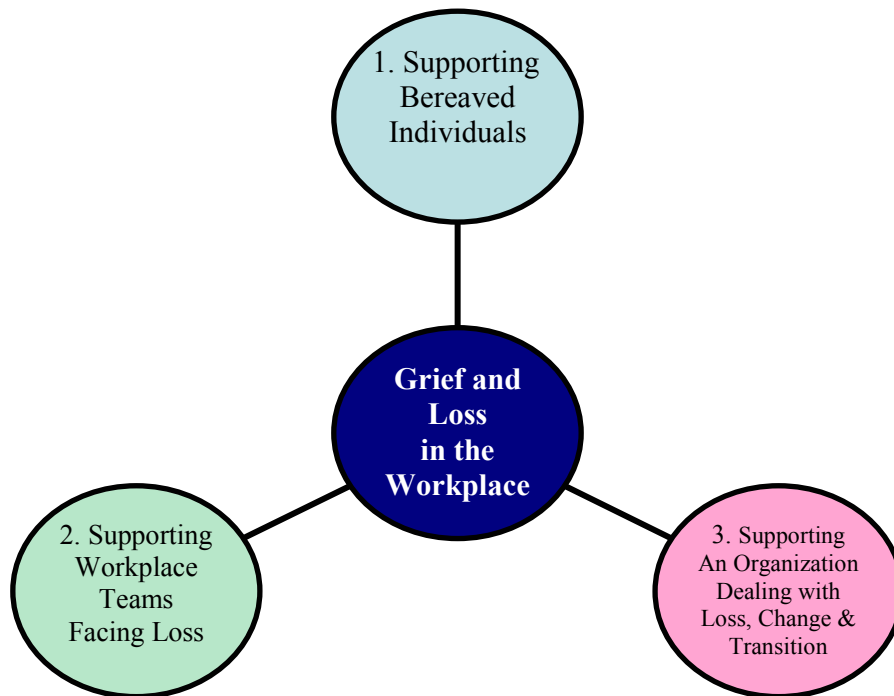 1. Supporting
Bereaved
Individuals
Grief and
Loss
in the
Workplace
2. Supporting
Workplace
Teams
Facing Loss
3. Supporting
An Organization
Dealing with
Loss, Change &
Transition